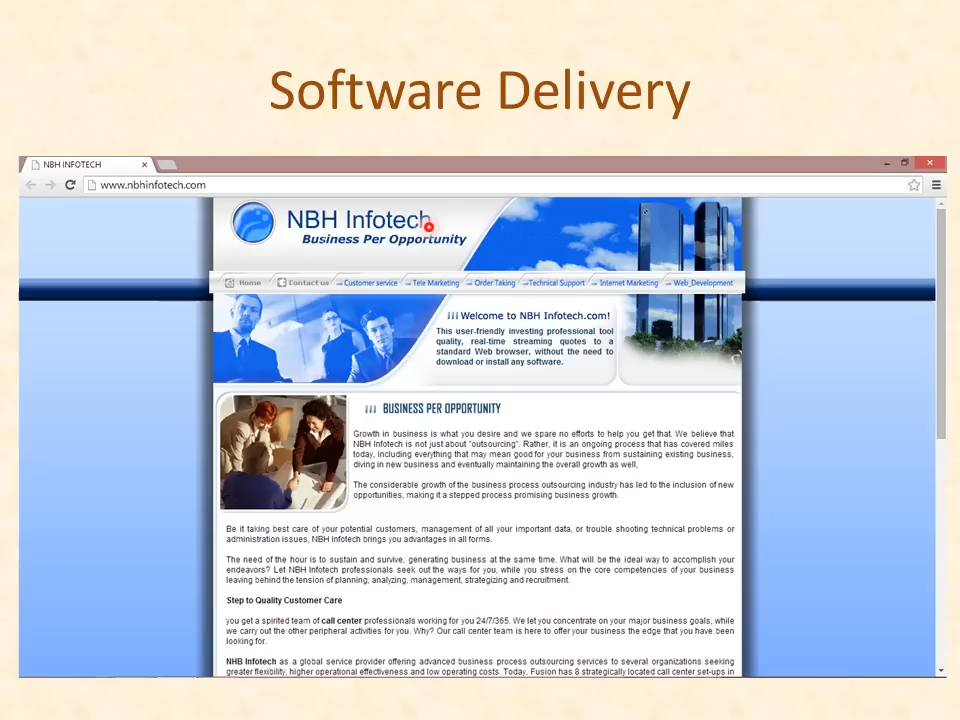 Software Delivery
NBH INFOTECH
www.nbhinfotech.com
NBH Infotech
Business Per Opportunity
Home Contact us Customer service Tele Marketing Order Taking Technical Support Internet Marketing Web_Development
Welcome to NBH Infotech.com!
This user-friendly investing professional tool
quality, real-time streaming quotes to a
standard Web browser, without the need to
download or install any software.
BUSINESS PER OPPORTUNITY
Growth in business is what you desire and we spare no efforts to help you get that. We believe that
NBH Infotech is not just about "outsourcing". Rather, it is an ongoing process that has covered miles
today, including everything that may mean good for your business from sustaining existing business,
diving in new business and eventually maintaining the overall growth as well,
The considerable growth of the business process outsourcing industry has led to the inclusion of new
opportunities, making it a stepped process promising business growth.
Be it taking best care of your potential customers, management of all your important data, or trouble shooting technical problems or
administration issues, NBH Infotech brings you advantages in all forms.
The need of the hour is to sustain and survive, generating business at the same time. What will be the ideal way to accomplish your
endeavors? Let NBH Infotech professionals seek out the ways for you, while you stress on the core competencies of your business
leaving behind the tension of planning, analyzing, management, strategizing and recruitment.
Step to Quality Customer Care
you get a spirited team of call center professionals working for you 24/7/365. We let you concentrate on your major business goals, while
we carry out the other peripheral activities for you. Why? Our call center team is here to offer your business the edge that you have been
looking for.
NHB Infotech as a global service provider offering advanced business process outsourcing services to several organizations seeking
greater flexibility, higher operational effectiveness and low operating costs. Today, Fusion has 8 strategically located call center set-ups in